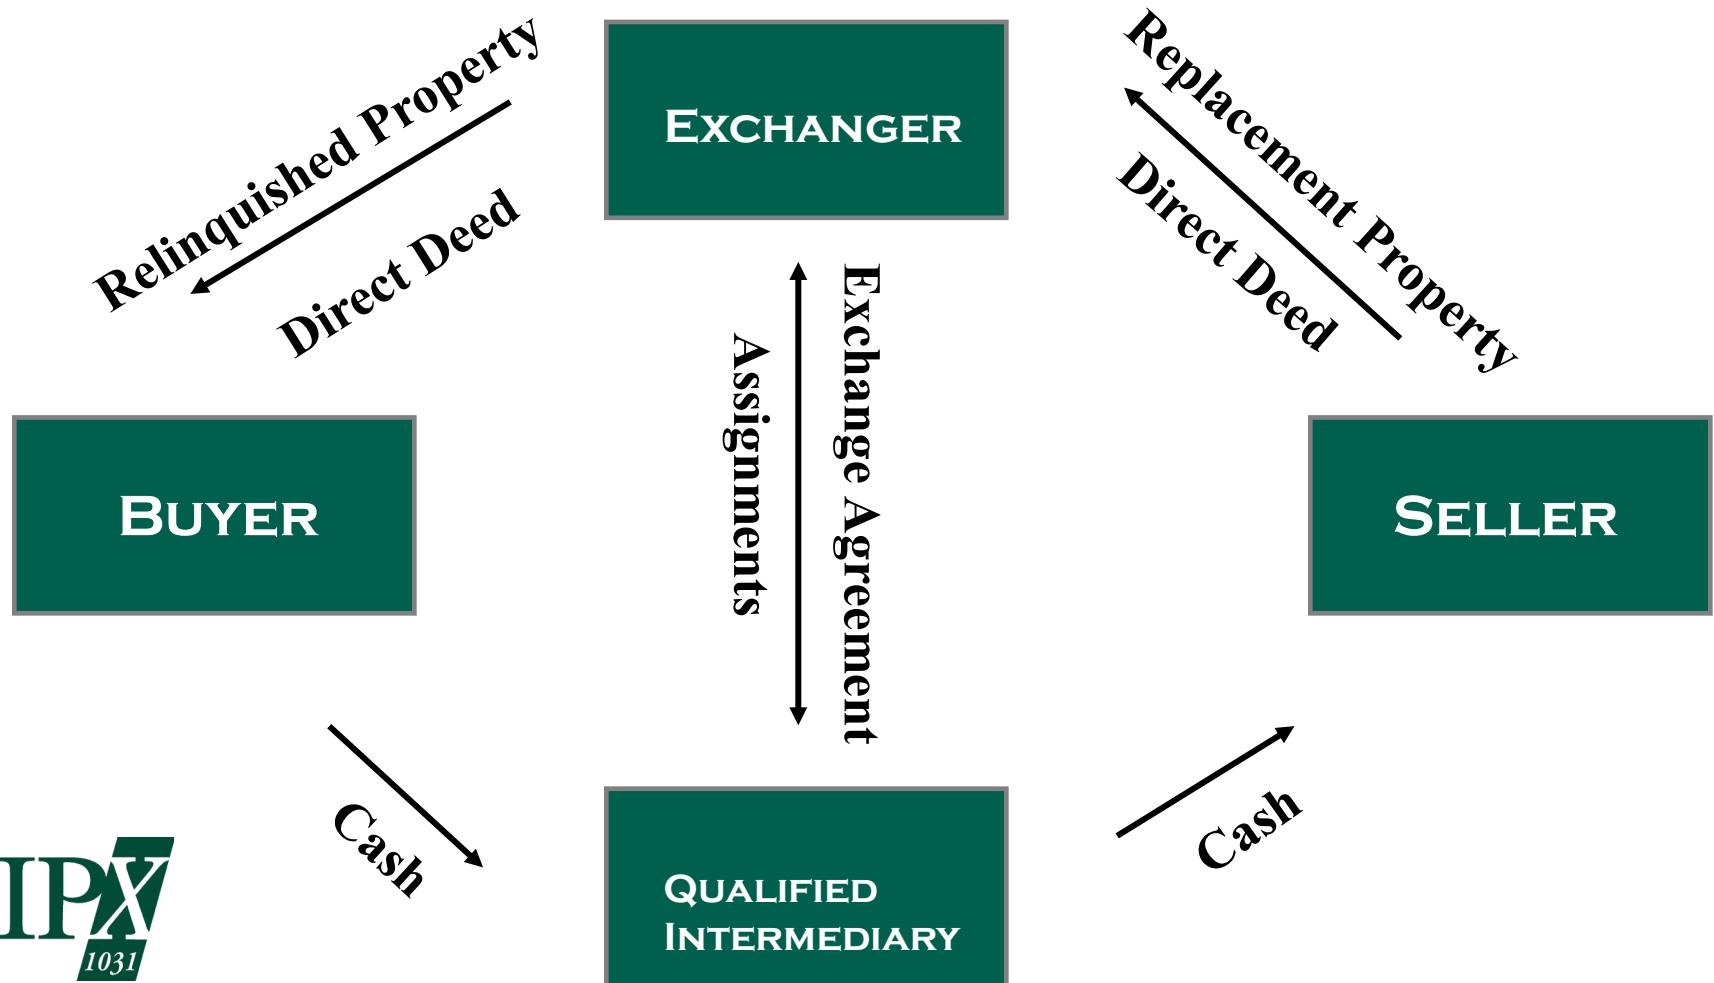 Relinquished Property
Direct Deed
EXCHANGER
Replacement Property
Direct Deed
Assignments
Exchange Agreement
BUYER
SELLER
Cash
QUALIFIED
INTERMEDIARY
Cash
IPX
1031